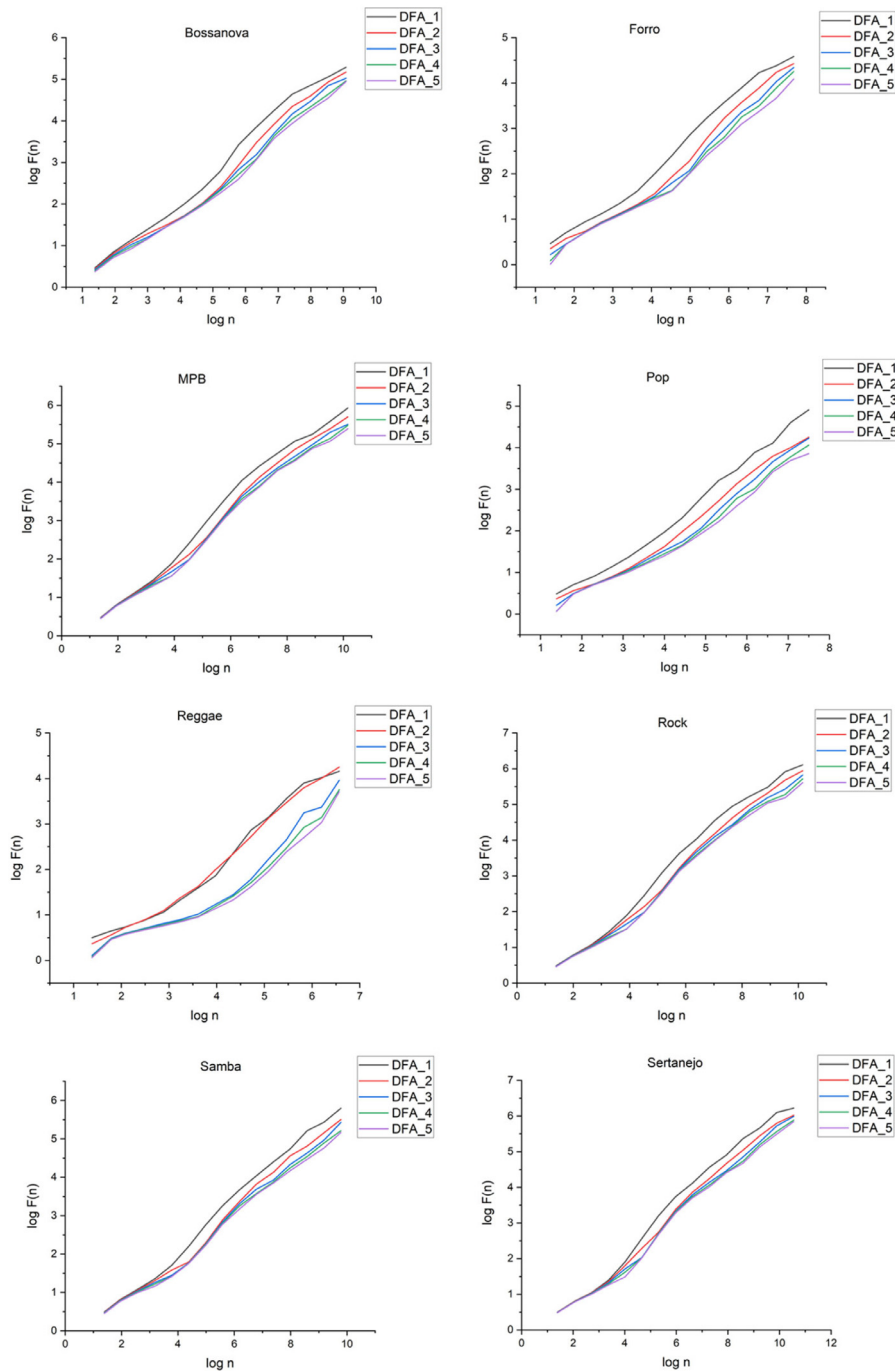 Bossanova
DFA_1
DFA_2
DFA_3
DFA_4
DFA_5
6
5
4
3
2
1
0
log F(n)
1 2 3 4 5 6 7 8 9 10
log n
Forro
DFA_1
DFA_2
DFA_3
DFA_4
DFA_5
5
4
3
2
1
0
log F(n)
1 2 3 4 5 6 7 8
log n
MPB
DFA_1
DFA_2
DFA_3
DFA_4
DFA_5
6
5
4
3
2
1
0
log F(n)
0 2 4 6 8 10
log n
Pop
DFA_1
DFA_2
DFA_3
DFA_4
DFA_5
5
4
3
2
1
0
log F(n)
1 2 3 4 5 6 7 8
log n
Reggae
DFA_1
DFA_2
DFA_3
DFA_4
DFA_5
5
4
3
2
1
0
log F(n)
1 2 3 4 5 6 7
log n
Rock
DFA_1
DFA_2
DFA_3
DFA_4
DFA_5
7
6
5
4
3
2
1
0
log F(n)
0 2 4 6 8 10
log n
Samba
DFA_1
DFA_2
DFA_3
DFA_4
DFA_5
6
5
4
3
2
1
0
log F(n)
0 2 4 6 8 10
log n
Sertanejo
DFA_1
DFA_2
DFA_3
DFA_4
DFA_5
7
6
5
4
3
2
1
0
log F(n)
0 2 4 6 8 10 12
log n